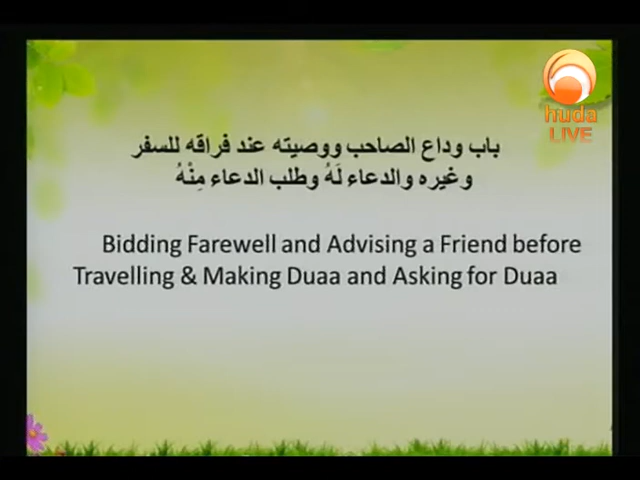 huda
LIVE
باب وداع الصاحب ووصيته عند فراقه للسفر
وغيره والدعاء لَهُ وطلب الدعاء مِنْهُ
Bidding Farewell and Advising a Friend before
Travelling & Making Duaa and Asking for Duaa